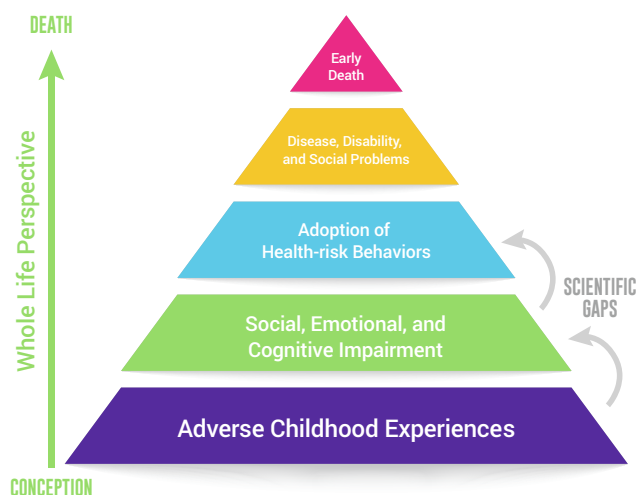 DEATH
Early
Death
Disease, Disability,
and Social Problems
Whole Life Perspective
Adoption of
Health-risk Behaviors
SCIENTIFIC
GAPS
Social, Emotional, and
Cognitive Impairment
Adverse Childhood Experiences
CONCEPTION